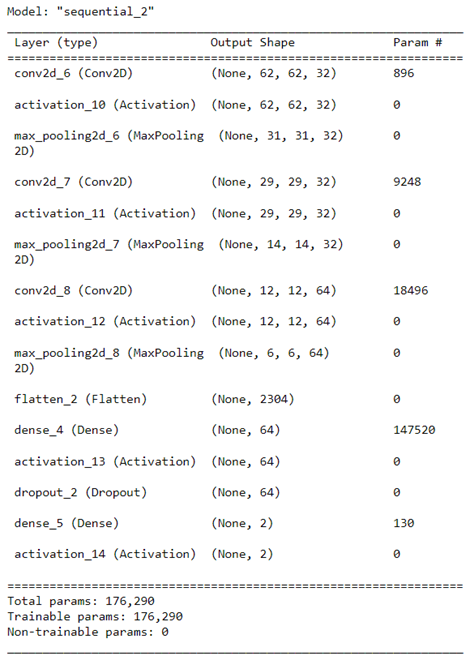 Model: "sequential_2"
Layer (type) Output Shape Param #
conv2d_6 (Conv2D) (None, 62, 62, 32) 896
activation_10 (Activation) (None, 62, 62, 32) 0
max_pooling2d_6 (MaxPooling (None, 31, 31, 32) 0
2D)
conv2d_7 (Conv2D) (None, 29, 29, 32) 9248
activation_11 (Activation) (None, 29, 29, 32) 0
max_pooling2d_7 (MaxPooling (None, 14, 14, 32) 0
2D)
conv2d_8 (Conv2D) (None, 12, 12, 64) 18496
activation_12 (Activation) (None, 12, 12, 64) 0
max_pooling2d_8 (MaxPooling (None, 6, 6, 64) 0
2D)
flatten_2 (Flatten) (None, 2304) 0
dense_4 (Dense) (None, 64) 147520
activation_13 (Activation) (None, 64) 0
dropout_2 (Dropout) (None, 64) 0
dense_5 (Dense) (None, 2) 130
activation_14 (Activation) (None, 2) 0
Total params: 176,290
Trainable params: 176,290
Non-trainable params: 0